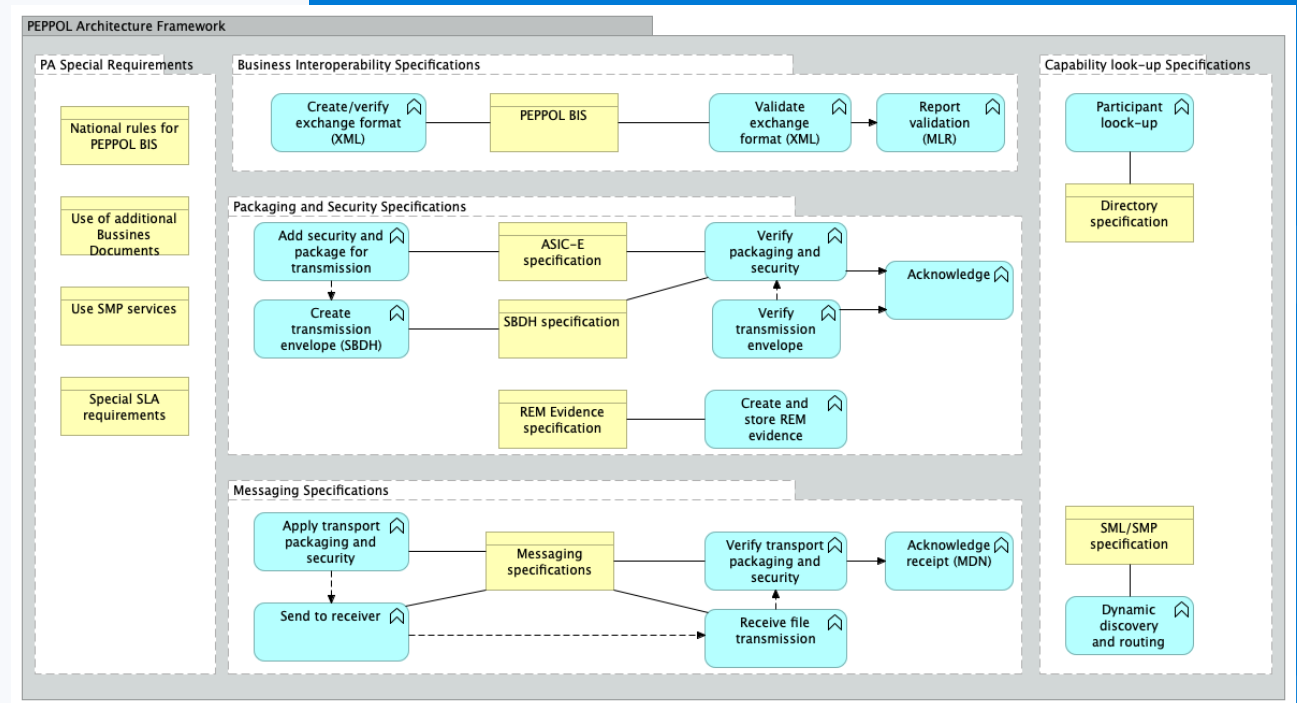 PEPPOL Architecture Framework
PA Special Requirements
National rules for
PEPPOL BIS
Use of additional
Bussines
Documents
Use SMP services
Special SLA
requirements
Business Interoperability Specifications
Create/verify
exchange format
(XML)
PEPPOL BIS
Validate
exchange
format (XML)
Report
validation
(MLR)
Packaging and Security Specifications
Add security and
package for
transmission
ASIC-E
specification
Verify
packaging and
security
Acknowledge
Create
transmission
envelope (SBDH)
SBDH specification
Verify
transmission
envelope
REM Evidence
specification
Create and
store REM
evidence
Messaging Specifications
Apply transport
packaging and
security
Messaging
specifications
Verify transport
packaging and
security
Acknowledge
receipt (MDN)
Send to receiver
Receive file
transmission
Capability look-up Specifications
Participant
loock-up
Directory
specification
SML/SMP
specification
Dynamic
discovery
and routing